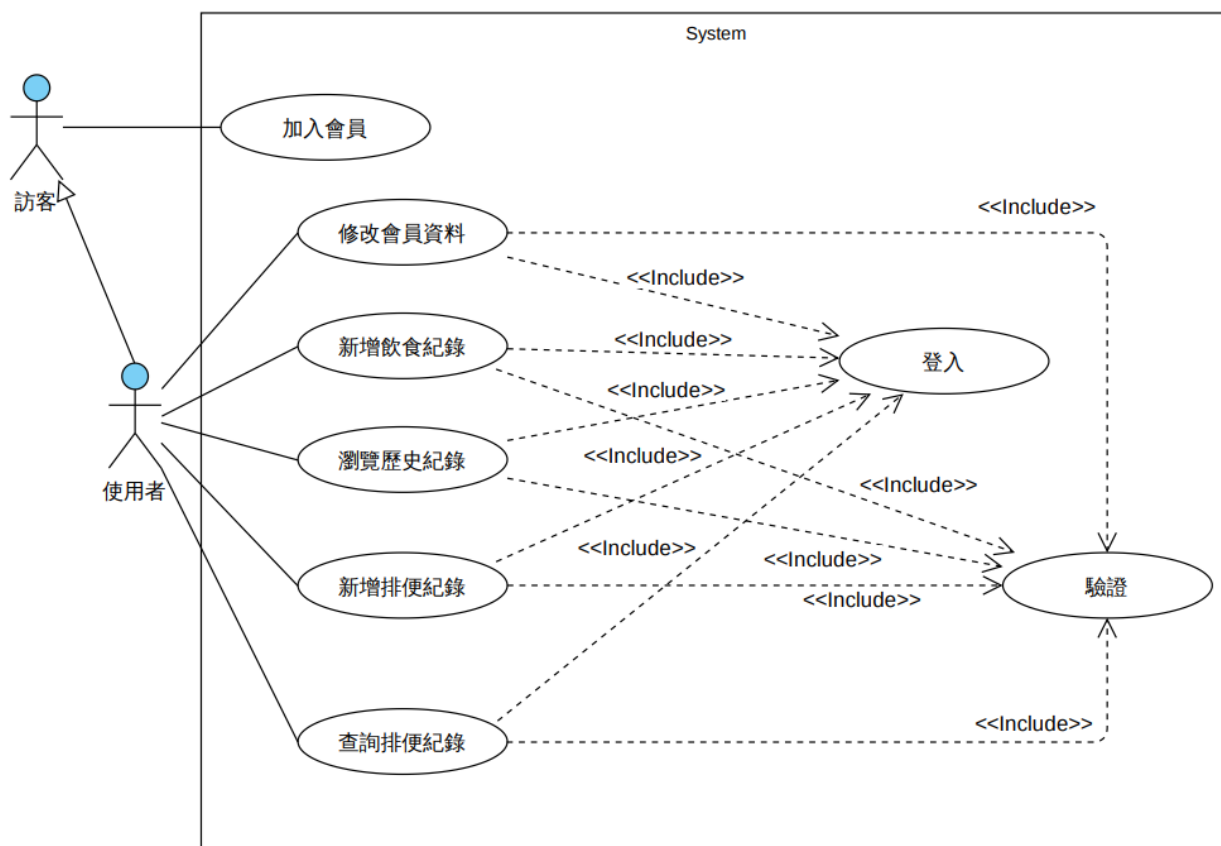 System
加入會員
訪客
修改會員資料
<<Include>>
<<Include>>
新增飲食紀錄
<<Include>>
登入
<<Include>>
瀏覽歷史紀錄
<<Include>>
使用者
<<Include>>
<<Include>>
<<Include>>
新增排便紀錄
驗證
<<Include>>
<<Include>>
查詢排便紀錄